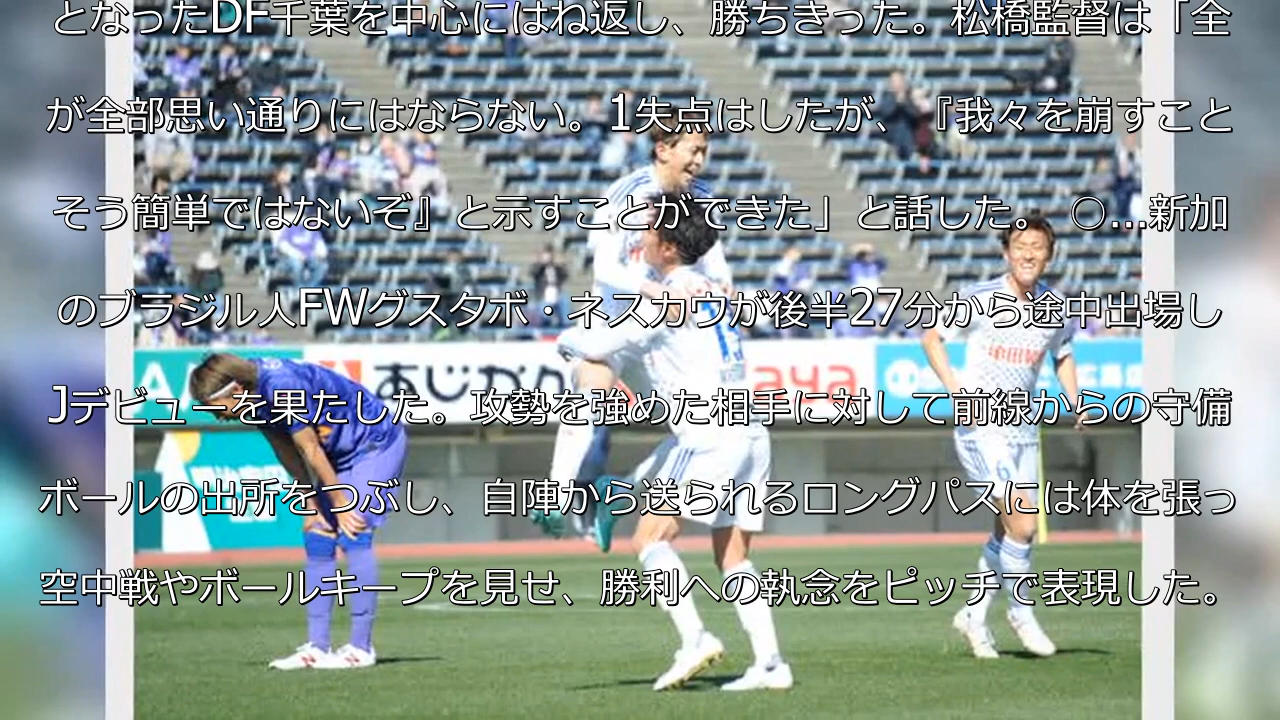 となったDF千葉を中心にはね返し、勝ちきった。松橋監督は「全
が全部思い通りにはならない。1失点はしたが、『我々を崩すこと
そう簡単ではないぞ』と示すことができた」と話した。 ○…新加
のブラジル人FWグスタボ・ネスカウが後半27分から途中出場し
Jデビューを果たした。攻勢を強めた相手に対して前線からの守備
ボールの出所をつぶし、自陣から送られるロングパスには体を張っ
空中戦やボールキープを見せ、勝利への執念をピッチで表現した。
あじかん
aya
13
6